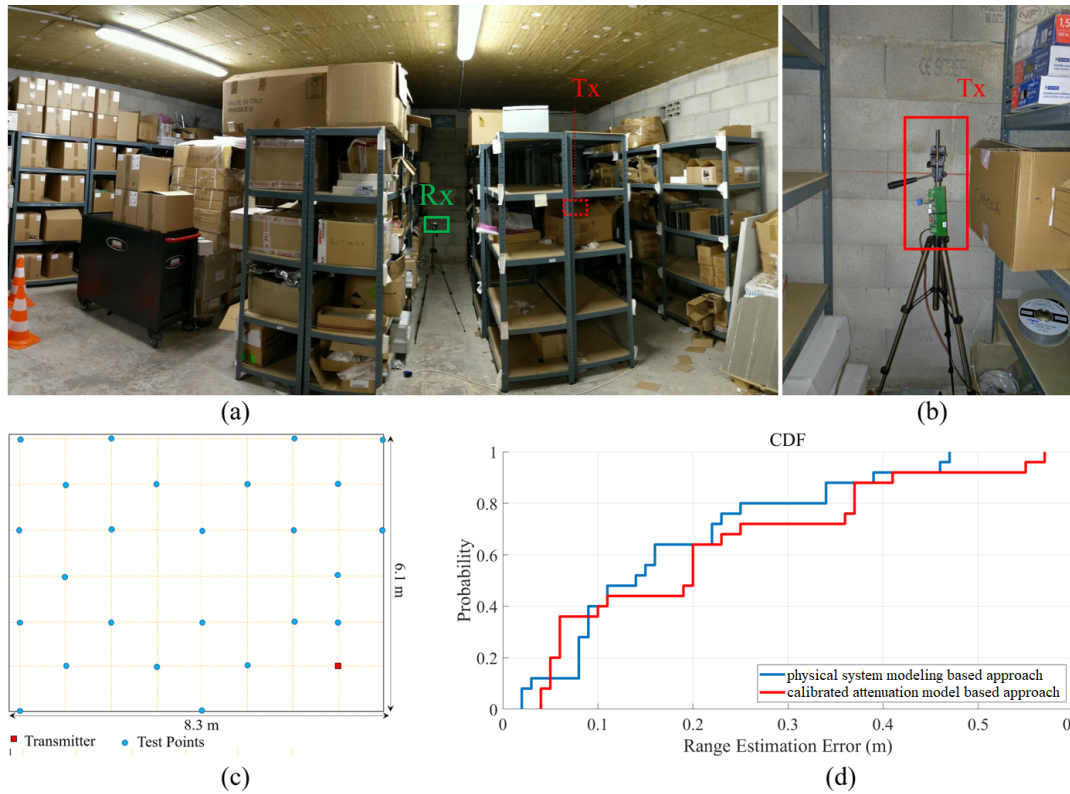 Tx
Rx
Tx
(a)
(b)
6.1 m
8.3 m
Transmitter
Test Points
(c)
CDF
1
0.8
0.6
0.4
0.2
0
Probability
physical system modeling based approach
calibrated attenuation model based approach
0
0.1
0.2
0.3
0.4
0.5
Range Estimation Error (m)
(d)